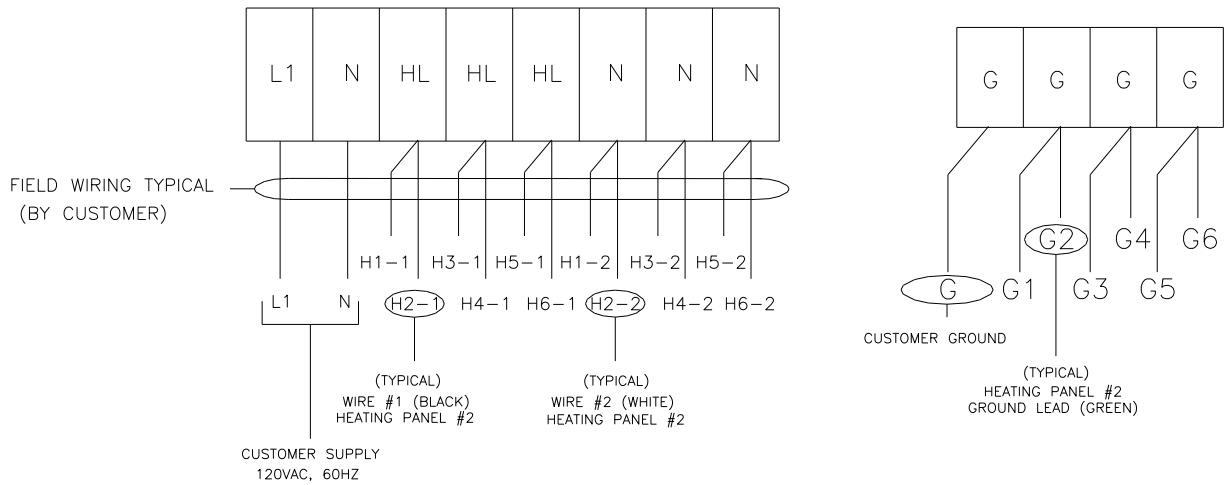 L1 N HL HL HL N N N
G G G G
FIELD WIRING TYPICAL
(BY CUSTOMER)
H1-1 H3-1 H5-1 H1-2 H3-2 H5-2
L1 N H2-1 H4-1 H6-1 H2-2 H4-2 H6-2
(TYPICAL)
WIRE #1 (BLACK)
HEATING PANEL #2
(TYPICAL)
WIRE #2 (WHITE)
HEATING PANEL #2
CUSTOMER SUPPLY
120VAC, 60HZ
G2 G4 G6
G G1 G3 G5
CUSTOMER GROUND
(TYPICAL)
HEATING PANEL #2
GROUND LEAD (GREEN)